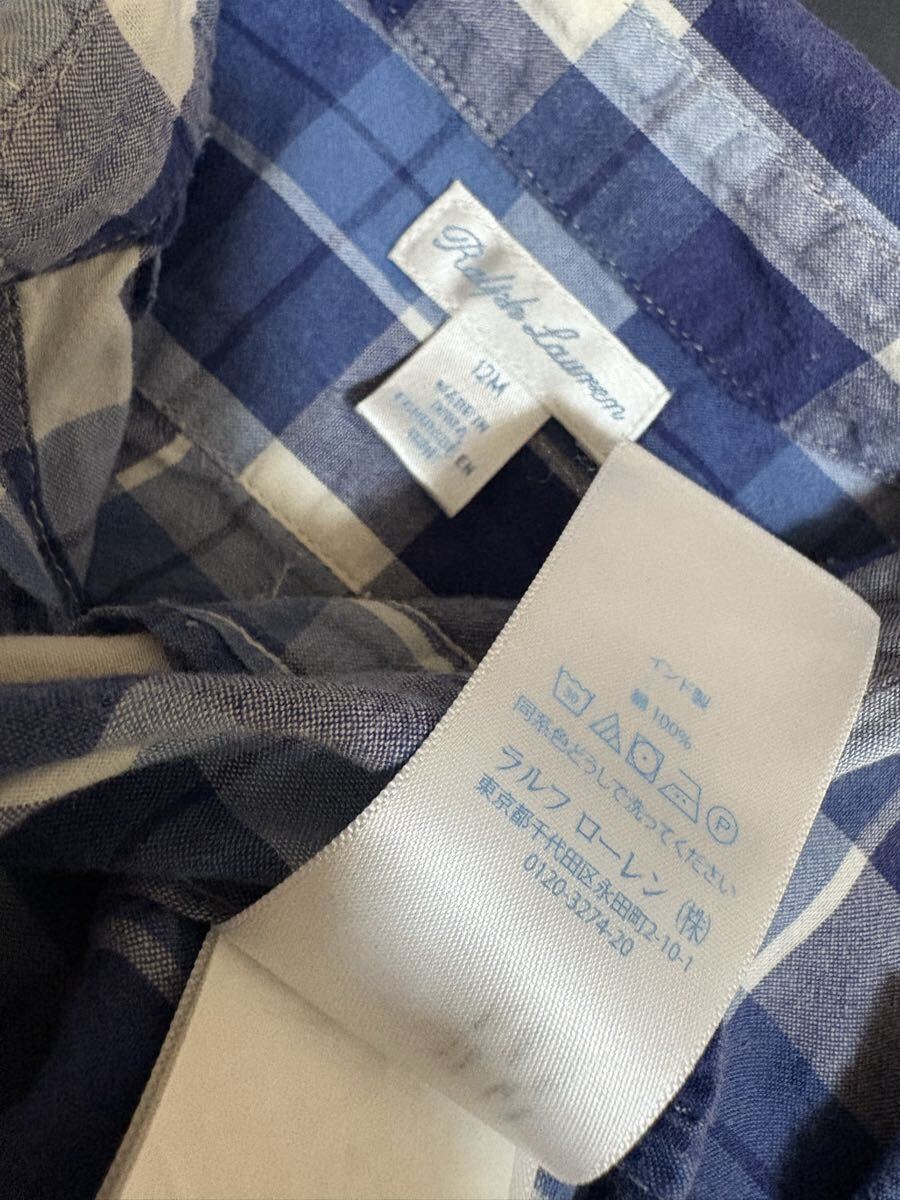 Ralph Lauren
12M
MADE IN
INDIA
インド製
綿 100%
30
P
同系色どうしで洗ってください
ラルフ ローレン (株)
東京都千代田区永田町2-10-1
0120-3274-20